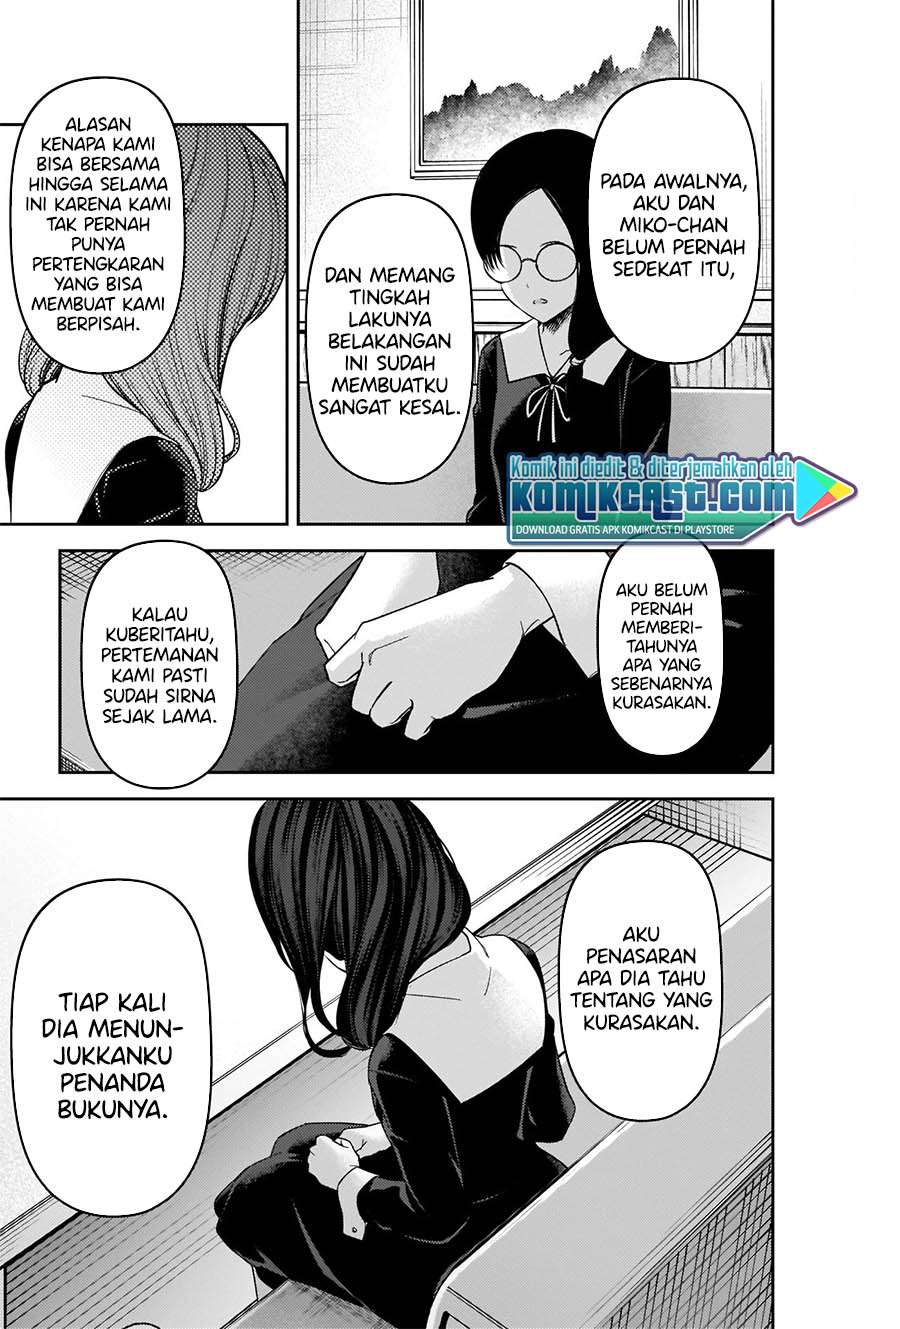 PADA AWALNYA,
AKU DAN
MIKO-CHAN
BELUM PERNAH
SEDEKAT ITU,
DAN MEMANG
TINGKAH
LAKUNYA
BELAKANGAN
INI SUDAH
MEMBUATKU
SANGAT KESAL.
ALASAN
KENAPA KAMI
BISA BERSAMA
HINGGA SELAMA
INI KARENA KAMI
TAK PERNAH
PUNYA
PERTENGKARAN
YANG BISA
MEMBUAT KAMI
BERPISAH.
Komik ini diedit & diterjemahkan oleh
KOMIKCAST.COM
DOWNLOAD GRATIS APK KOMIKCAST DI PLAYSTORE
AKU BELUM
PERNAH
MEMBERI-
TAHUNYA
APA YANG
SEBENARNYA
KURASAKAN.
KALAU
KUBERITAHU,
PERTEMANAN
KAMI PASTI
SUDAH SIRNA
SEJAK LAMA.
AKU
PENASARAN
APA DIA TAHU
TENTANG YANG
KURASAKAN.
TIAP KALI
DIA MENUN-
JUKKANKU
PENANDA
BUKUNYA.